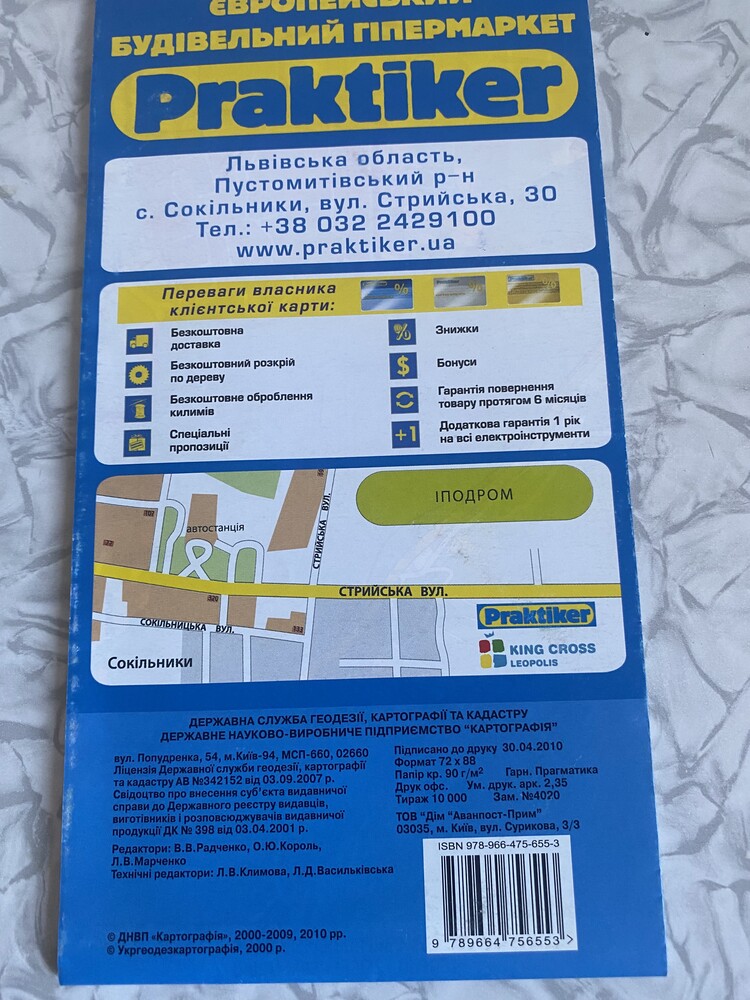 ЄВРОПЕЙСЬКИЙ
БУДІВЕЛЬНИЙ ГІПЕРМАРКЕТ
Praktiker
Львівська область,
Пустомитівський р-н
с. Сокільники, вул. Стрийська, 30
Тел.: +38 032 2429100
www.praktiker.ua
Переваги власника
клієнтської карти:
Безкоштовна
доставка
Безкоштовний розкрій
по дереву
Безкоштовне оброблення
килимів
Спеціальні
пропозиції
%
Знижки
$
Бонуси
Гарантія повернення
товару протягом 6 місяців
+1
Додаткова гарантія 1 рік
на всі електроінструменти
ІПОДРОМ
автостанція
СТРИЙСЬКА ВУЛ.
СТРИЙСЬКА ВУЛ.
СОКІЛЬНИЦЬКА ВУЛ.
Сокільники
Praktiker
KING CROSS
LEOPOLIS
ДЕРЖАВНА СЛУЖБА ГЕОДЕЗІЇ, КАРТОГРАФІЇ ТА КАДАСТРУ
ДЕРЖАВНЕ НАУКОВО-ВИРОБНИЧЕ ПІДПРИЄМСТВО "КАРТОГРАФІЯ"
вул. Попудренка, 54, м.Київ-94, МСП-660, 02660
Ліцензія Державної служби геодезії, картографії
та кадастру АВ №342152 від 03.09.2007 р.
Свідоцтво про внесення суб'єкта видавничої
справи до Державного реєстру видавців,
виготівників і розповсюджувачів видавничої
продукції ДК № 398 від 03.04.2001 р.
Редактори: В.В.Радченко, О.Ю.Король,
Л.В.Марченко
Технічні редактори: Л.В.Климова, Л.Д.Васильківська
Підписано до друку 30.04.2010
Формат 72 х 88
Папір кр. 90 г/м² Гарн. Прагматика
Друк офс. Ум. друк. арк. 2,35
Тираж 10 000 Зам. №4020
ТОВ "Дім "Аванпост-Прим"
03035, м. Київ, вул. Сурикова, 3/3
ISBN 978-966-475-655-3
9 789664 756553 >
© ДНВП «Картографія», 2000-2009, 2010 рр.
© Укргеодезкартографія, 2000 р.